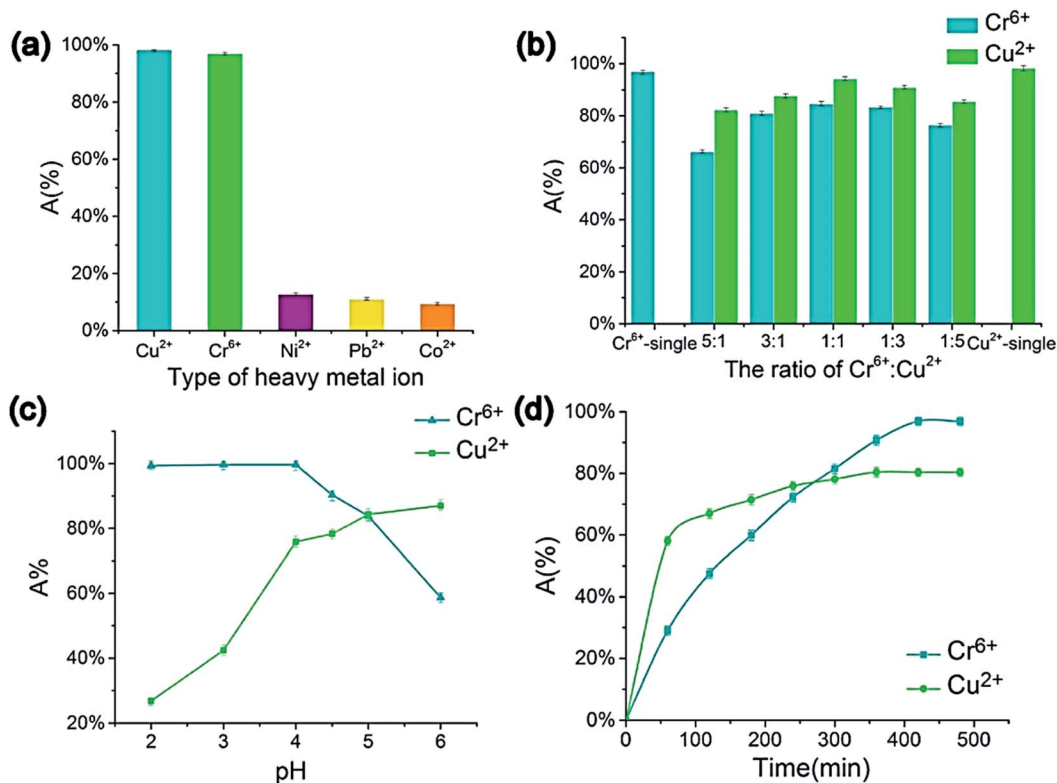 (a)
100%
80%
60%
40%
20%
0%
A(%)
Cu²⁺ Cr⁶⁺ Ni²⁺ Pb²⁺ Co²⁺
Type of heavy metal ion
(b)
Cr⁶⁺
Cu²⁺
100%
80%
60%
40%
20%
0%
A(%)
Cr⁶⁺-single 5:1 3:1 1:1 1:3 1:5 Cu²⁺-single
The ratio of Cr⁶⁺:Cu²⁺
(c)
Cr⁶⁺
Cu²⁺
100%
80%
60%
40%
20%
A%
2 3 4 5 6
pH
(d)
100%
80%
60%
40%
20%
0%
A(%)
Cr⁶⁺
Cu²⁺
0 100 200 300 400 500
Time(min)